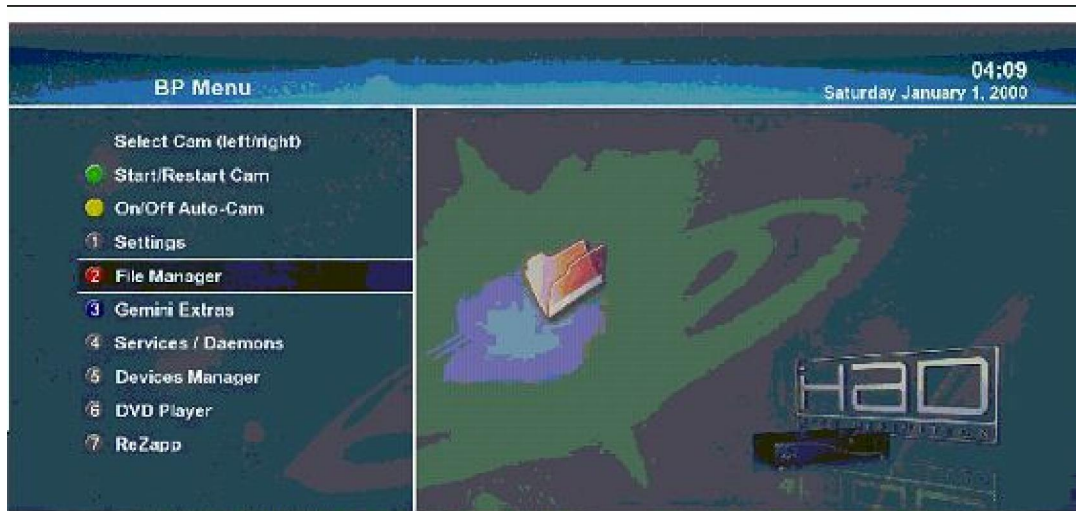 BP Menu
04:09
Saturday January 1, 2000
Select Cam (left/right)
Start/Restart Cam
On/Off Auto-Cam
1 Settings
2 File Manager
3 Gemini Extras
4 Services / Daemons
5 Devices Manager
6 DVD Player
7 ReZapp